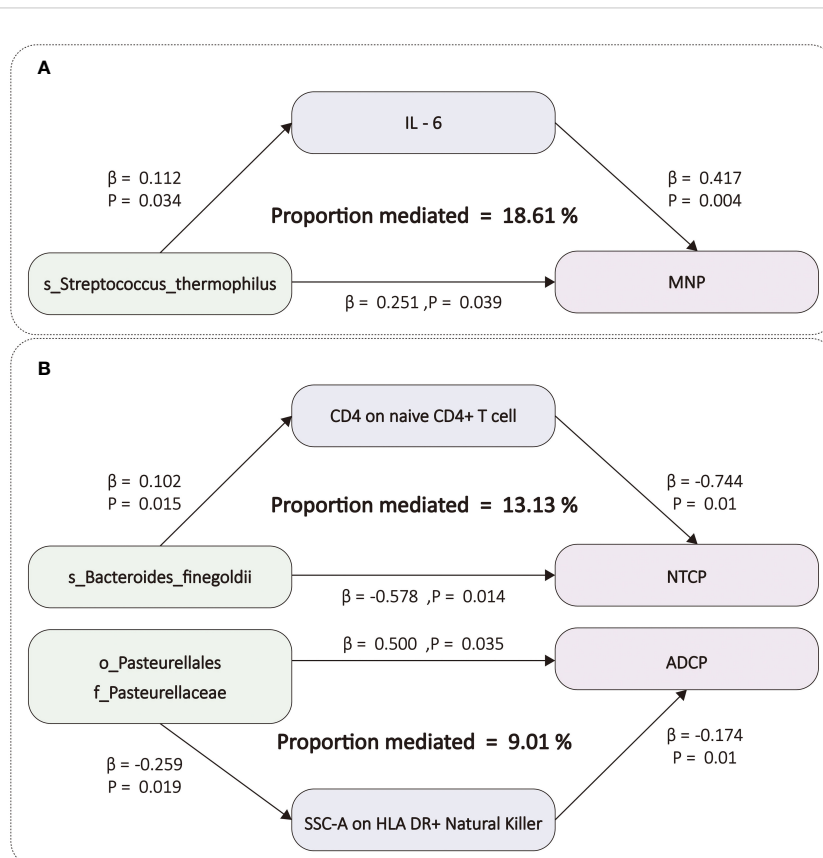 A
IL - 6
β = 0.112
P = 0.034
β = 0.417
P = 0.004
Proportion mediated = 18.61 %
s_Streptococcus_thermophilus
MNP
β = 0.251 ,P = 0.039
B
CD4 on naive CD4+ T cell
β = 0.102
P = 0.015
β = -0.744
P = 0.01
Proportion mediated = 13.13 %
s_Bacteroides_finegoldii
NTCP
β = -0.578 ,P = 0.014
o_Pasteurellales
f_Pasteurellaceae
β = 0.500 ,P = 0.035
ADCP
Proportion mediated = 9.01 %
β = -0.259
P = 0.019
β = -0.174
P = 0.01
SSC-A on HLA DR+ Natural Killer